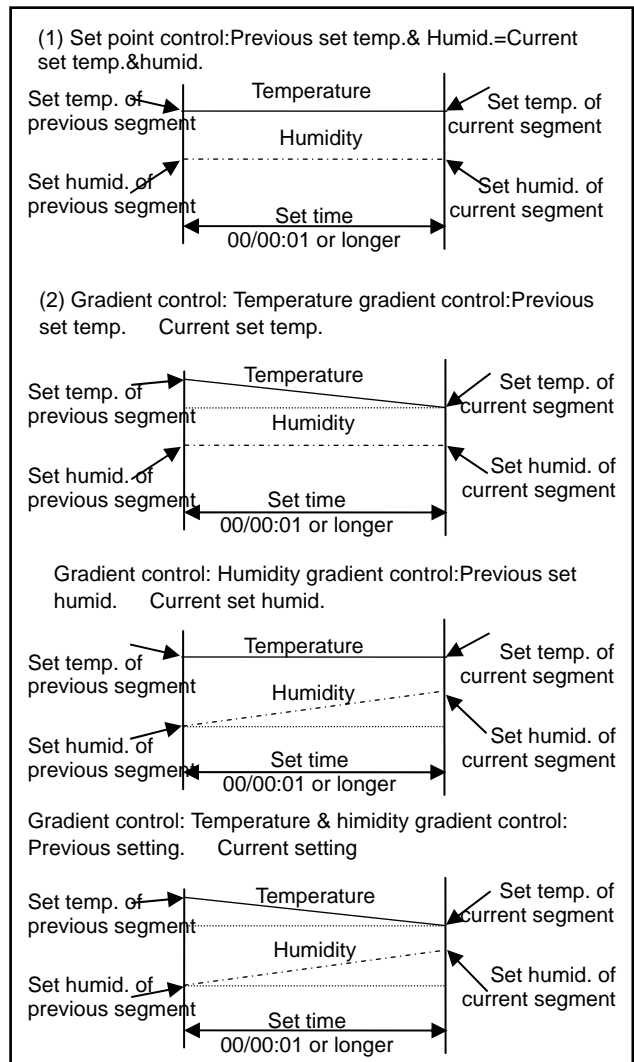 (1) Set point control:Previous set temp.& Humid.=Current
set temp.&humid.
Set temp. of
previous segment
Temperature
Set temp. of
current segment
Humidity
Set humid. of
previous segment
Set humid. of
current segment
Set time
00/00:01 or longer
(2) Gradient control: Temperature gradient control:Previous
set temp. Current set temp.
Set temp. of
previous segment
Temperature
Set temp. of
current segment
Humidity
Set humid. of
previous segment
Set humid. of
current segment
Set time
00/00:01 or longer
Gradient control: Humidity gradient control:Previous set
humid. Current set humid.
Set temp. of
previous segment
Temperature
Set temp. of
current segment
Humidity
Set humid. of
previous segment
Set humid. of
current segment
Set time
00/00:01 or longer
Gradient control: Temperature & himidity gradient control:
Previous setting. Current setting
Set temp. of
previous segment
Temperature
Set temp. of
current segment
Humidity
Set humid. of
previous segment
Set humid. of
current segment
Set time
00/00:01 or longer